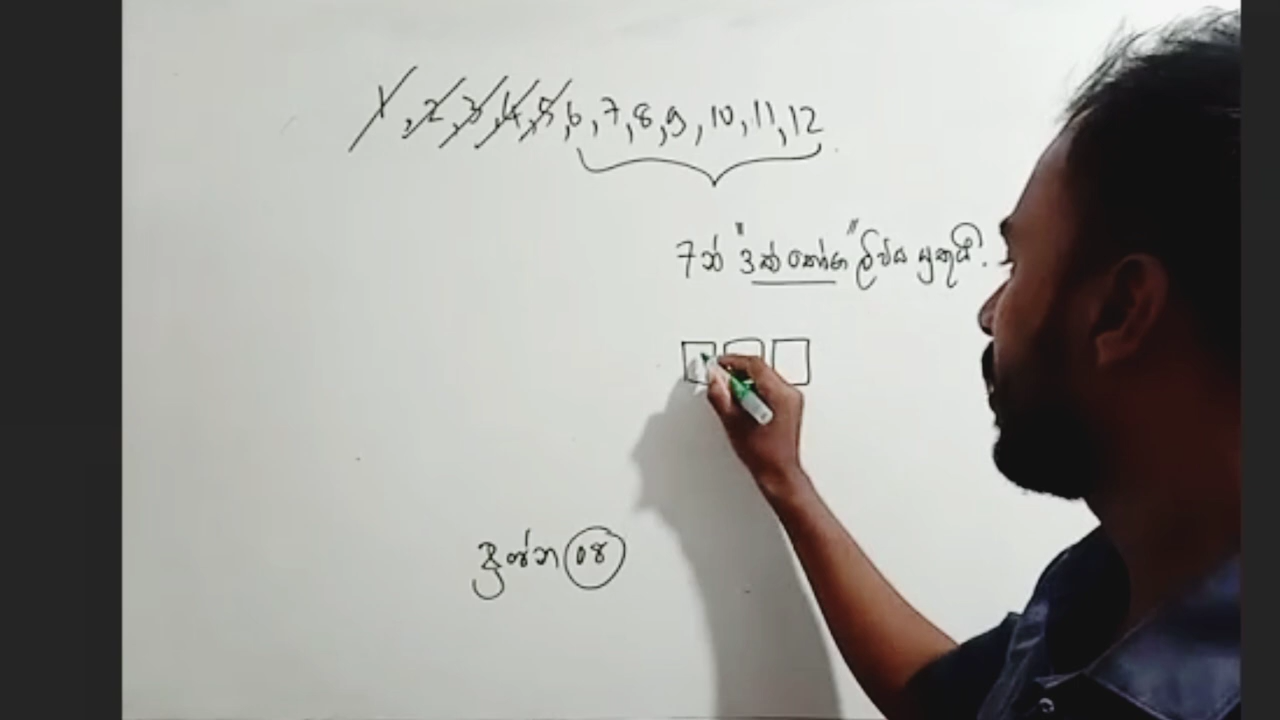 1, 2, 3, 4, 5, 6, 7, 8, 9, 10, 11, 12
7න් "3ක් තෝරා" ලිවිය යුතුයි.
ප්‍රශ්න 08